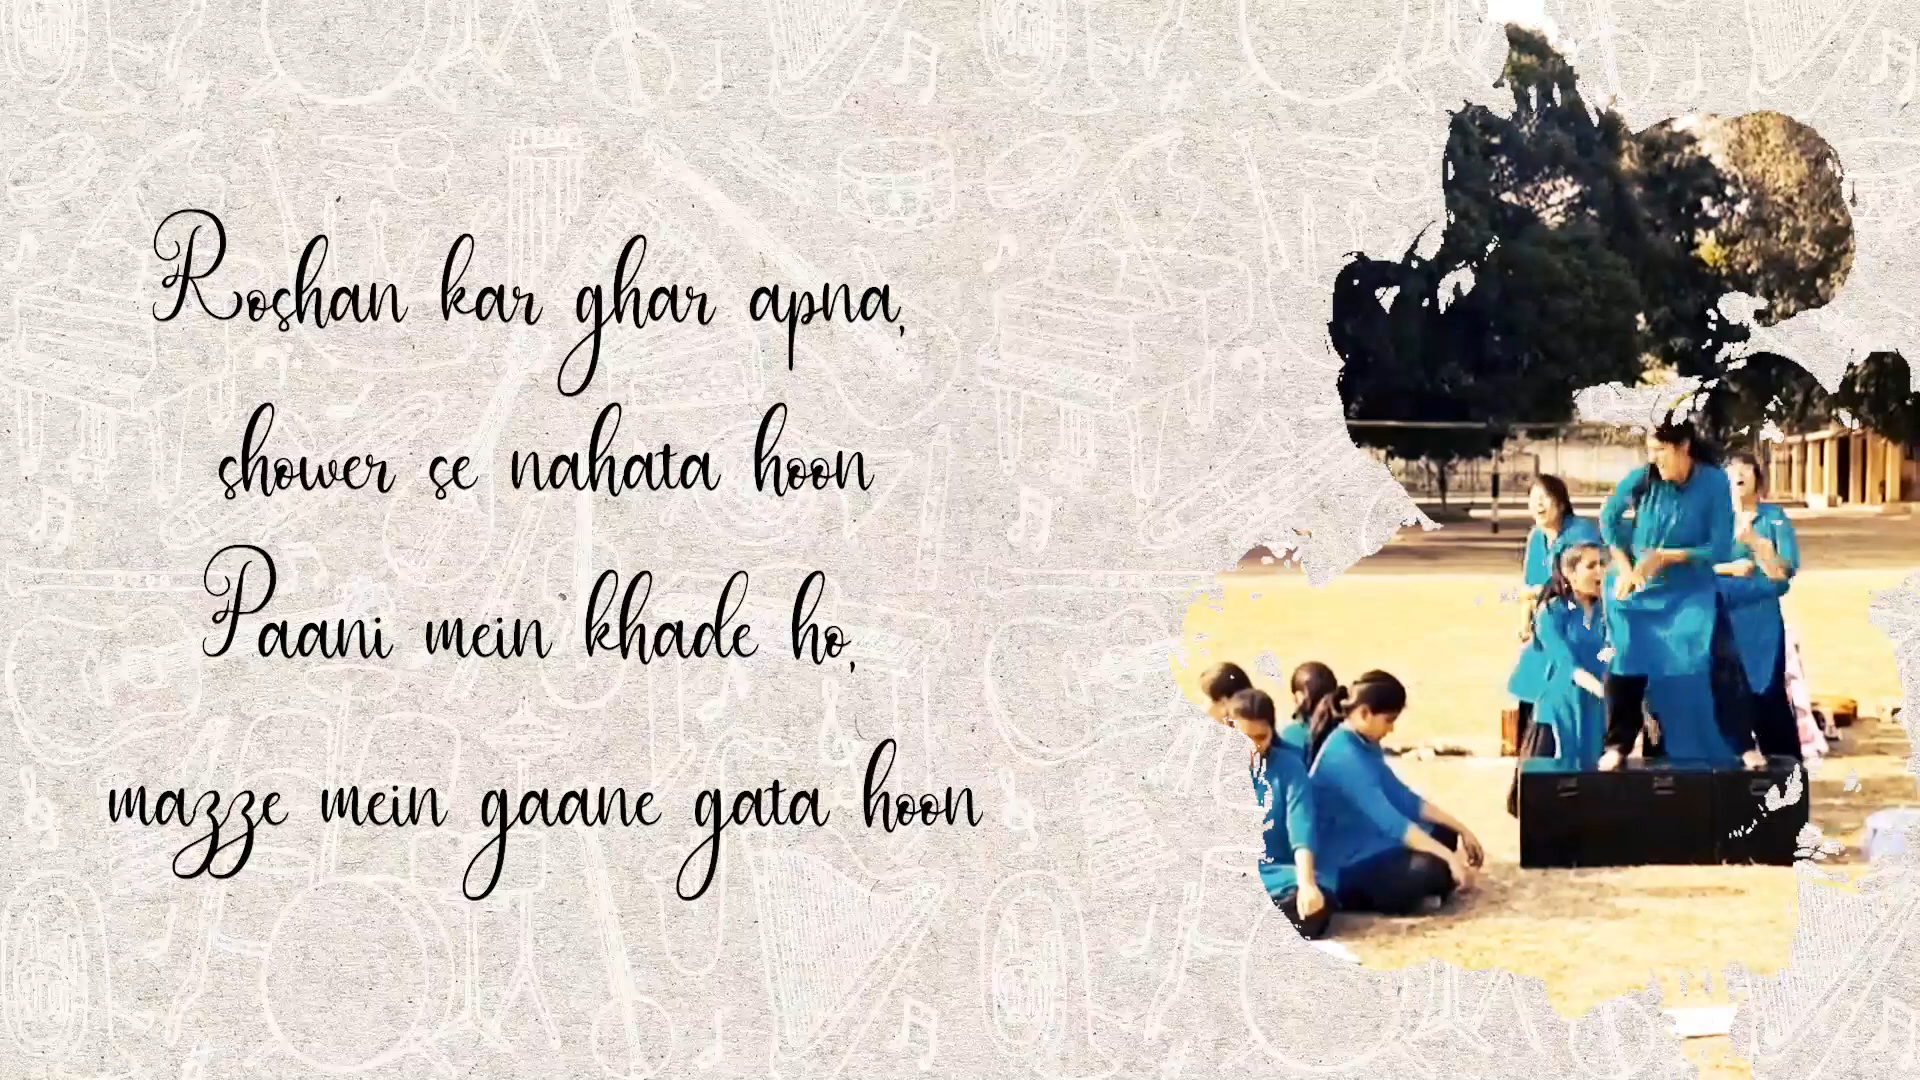 Roshan kar ghar apna,
shower se nahata hoon
Paani mein khade ho,
mazze mein gaane gata hoon